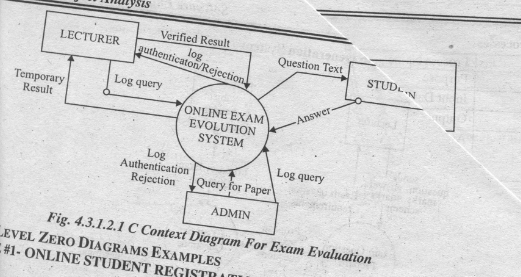 Analysis
LECTURER
Verified Result
log
authenticaton/Rejection
Temporary
Result
Log query
Question Text
Answer
ONLINE EXAM
EVOLUTION
SYSTEM
Log
Authentication
Rejection
Query for Paper
Log query
ADMIN
Fig. 4.3.1.2.1 C Context Diagram For Exam Evaluation
LEVEL ZERO DIAGRAMS EXAMPLES
#1- ONLINE STUDENT